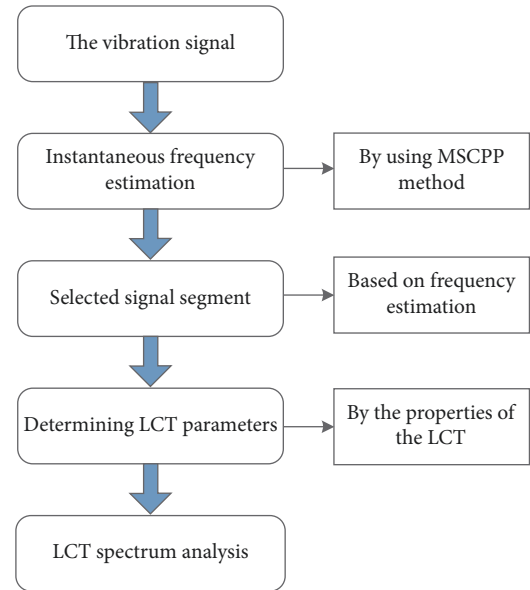 The vibration signal
Instantaneous frequency
estimation
By using MSCPP
method
Selected signal segment
Based on frequency
estimation
Determining LCT parameters
By the properties of
the LCT
LCT spectrum analysis